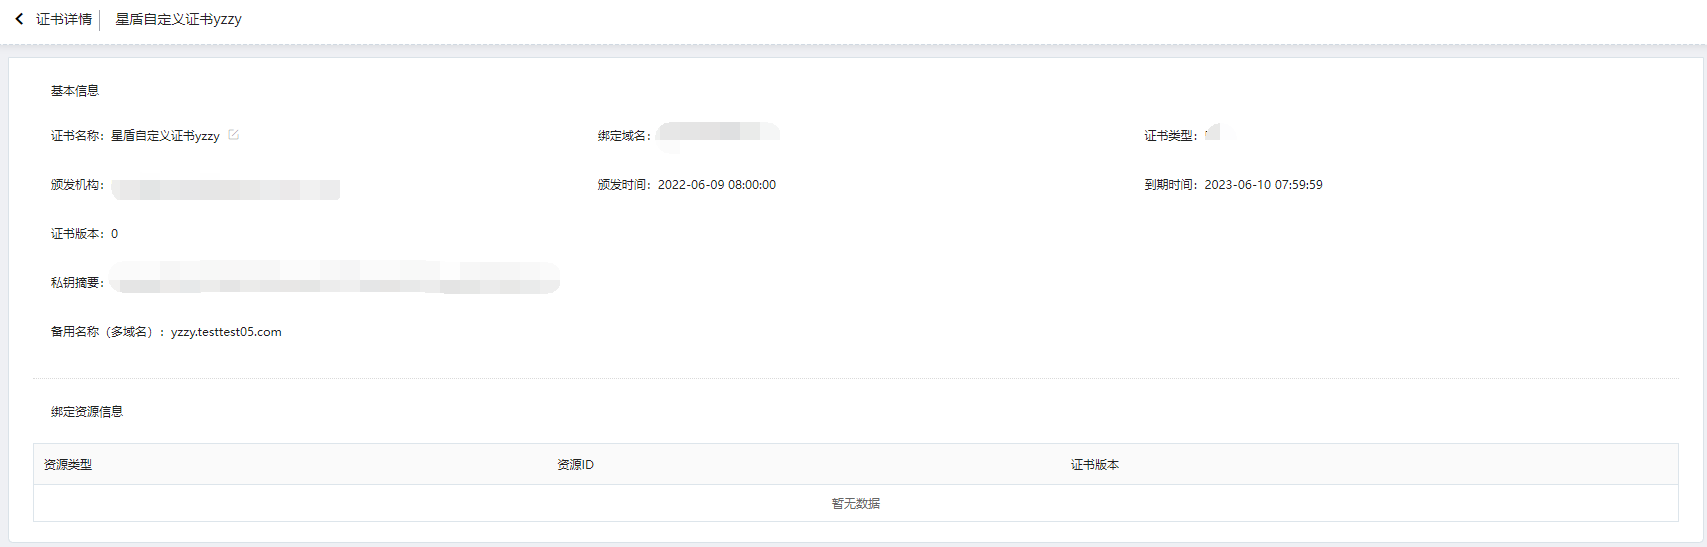 证书详情 星盾自定义证书yzzy
基本信息
证书名称：星盾自定义证书yzzy 绑定域名： 证书类型：
颁发机构： 颁发时间：2022-06-09 08:00:00 到期时间：2023-06-10 07:59:59
证书版本：0
私钥摘要：
备用名称（多域名）：yzzy.testtest05.com
绑定资源信息
资源类型 资源ID 证书版本
暂无数据